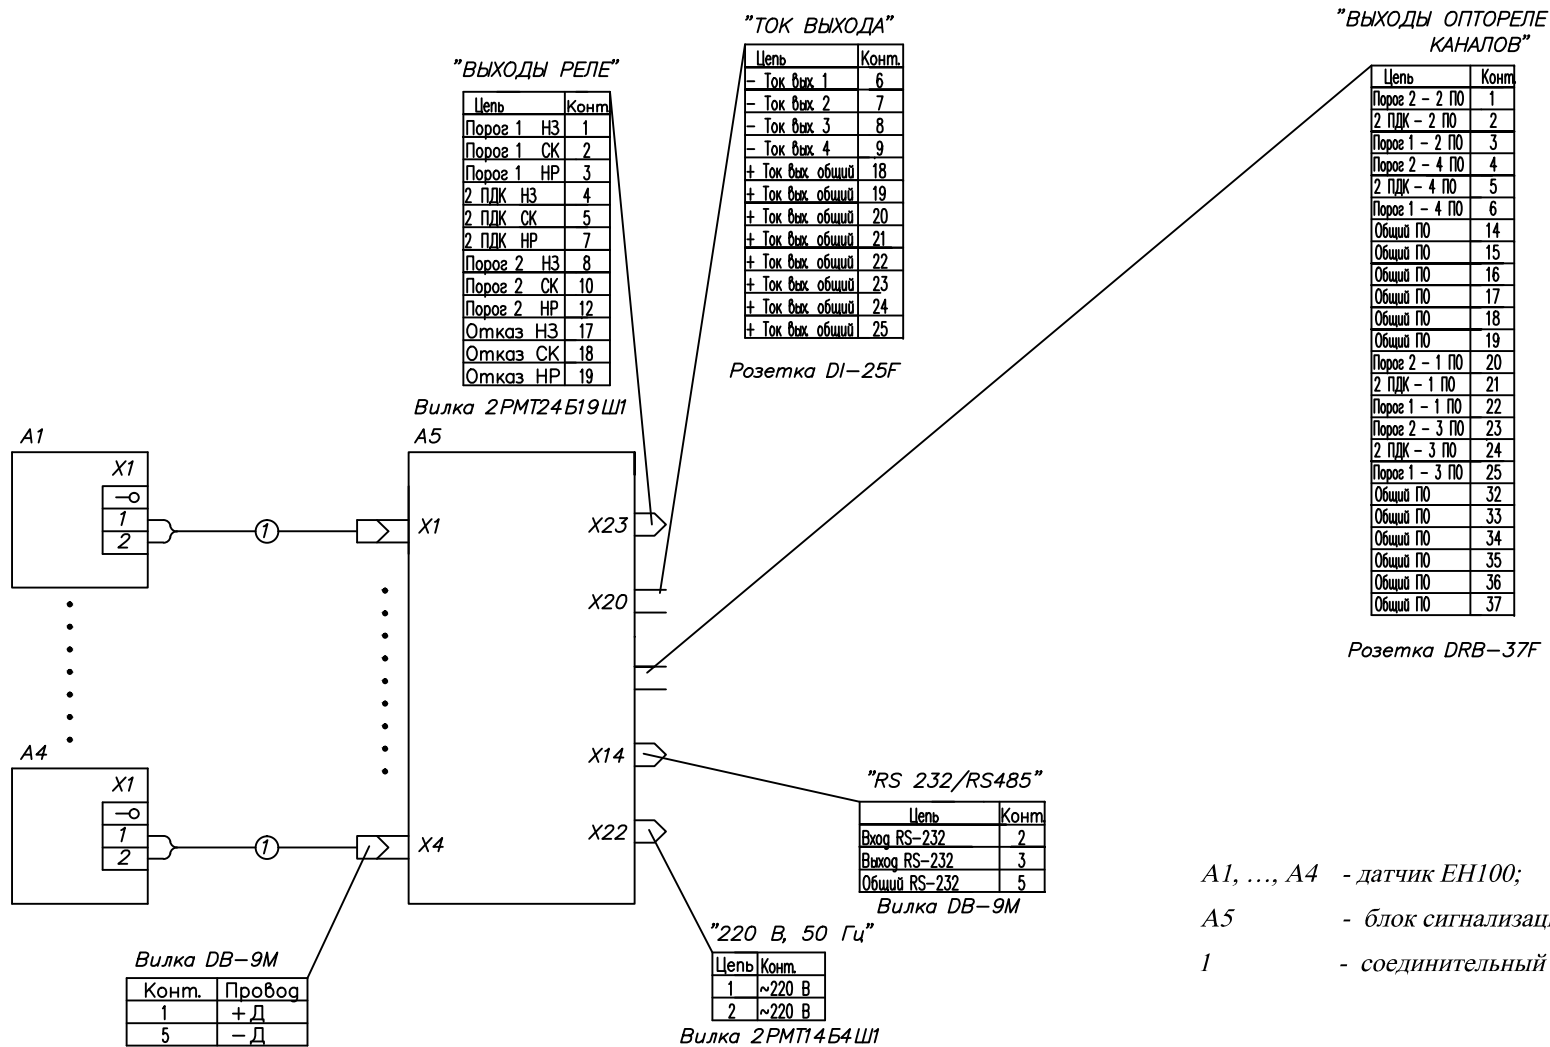 "ТОК ВЫХОДА"
Цепь Конт.
- Ток вых. 1 6
- Ток вых. 2 7
- Ток вых. 3 8
- Ток вых. 4 9
+ Ток вых. общий 18
+ Ток вых. общий 19
+ Ток вых. общий 20
+ Ток вых. общий 21
+ Ток вых. общий 22
+ Ток вых. общий 23
+ Ток вых. общий 24
+ Ток вых. общий 25
Розетка DI-25F
"ВЫХОДЫ ОПТОРЕЛЕ
КАНАЛОВ"
Цепь Конт
Порог 2 - 2 ПО 1
2 ПДК - 2 ПО 2
Порог 1 - 2 ПО 3
Порог 2 - 4 ПО 4
2 ПДК - 4 ПО 5
Порог 1 - 4 ПО 6
Общий ПО 14
Общий ПО 15
Общий ПО 16
Общий ПО 17
Общий ПО 18
Общий ПО 19
Порог 2 - 1 ПО 20
2 ПДК - 1 ПО 21
Порог 1 - 1 ПО 22
Порог 2 - 3 ПО 23
2 ПДК - 3 ПО 24
Порог 1 - 3 ПО 25
Общий ПО 32
Общий ПО 33
Общий ПО 34
Общий ПО 35
Общий ПО 36
Общий ПО 37
Розетка DRB-37F
"ВЫХОДЫ РЕЛЕ"
Цепь Конт
Порог 1 НЗ 1
Порог 1 СК 2
Порог 1 НР 3
2 ПДК НЗ 4
2 ПДК СК 5
2 ПДК НР 7
Порог 2 НЗ 8
Порог 2 СК 10
Порог 2 НР 12
Отказ НЗ 17
Отказ СК 18
Отказ НР 19
Вилка 2РМТ24Б19Ш1
А1
X1
1
2
1
А5
X1
X23
X20
X14
X22
X4
А4
X1
1
2
1
Вилка DB-9M
Конт. Провод
1 +Д
5 -Д
"RS 232/RS485"
Цепь Конт
Вход RS-232 2
Выход RS-232 3
Общий RS-232 5
Вилка DB-9M
"220 В, 50 Гц"
Цепь Конт.
1 ~220 В
2 ~220 В
Вилка 2РМТ14Б4Ш1
А1, ..., А4 - датчик ЕН100;
А5 - блок сигнализац
1 - соединительный